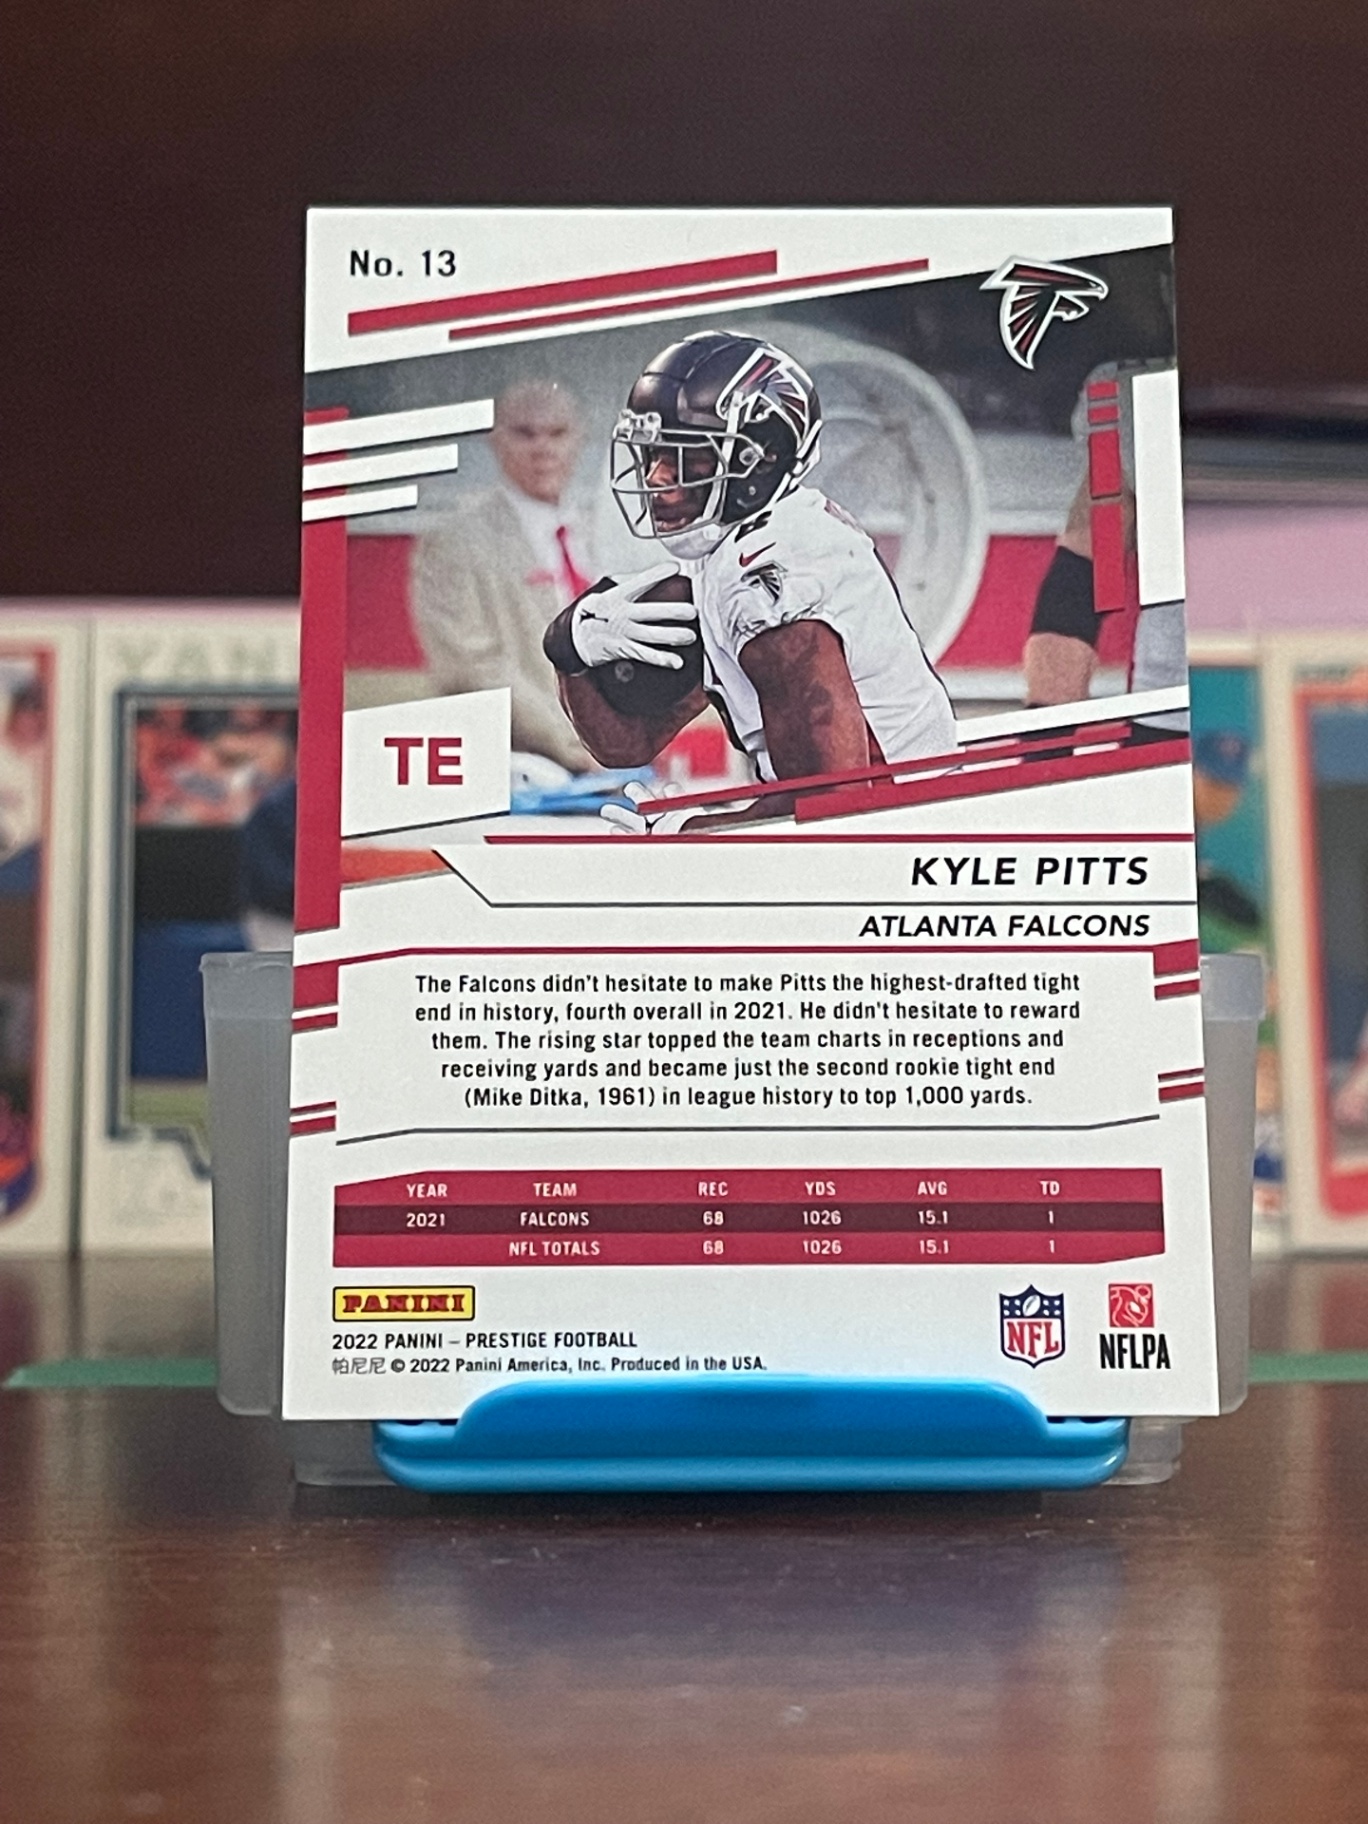 No. 13
TE
KYLE PITTS
ATLANTA FALCONS
The Falcons didn't hesitate to make Pitts the highest-drafted tight
end in history, fourth overall in 2021. He didn't hesitate to reward
them. The rising star topped the team charts in receptions and
receiving yards and became just the second rookie tight end
(Mike Ditka, 1961) in league history to top 1,000 yards.
YEAR TEAM REC YDS AVG TD
2021 FALCONS 68 1026 15.1 1
NFL TOTALS 68 1026 15.1 1
PANINI
2022 PANINI – PRESTIGE FOOTBALL
帕尼尼 © 2022 Panini America, Inc. Produced in the USA.
NFL
NFLPA